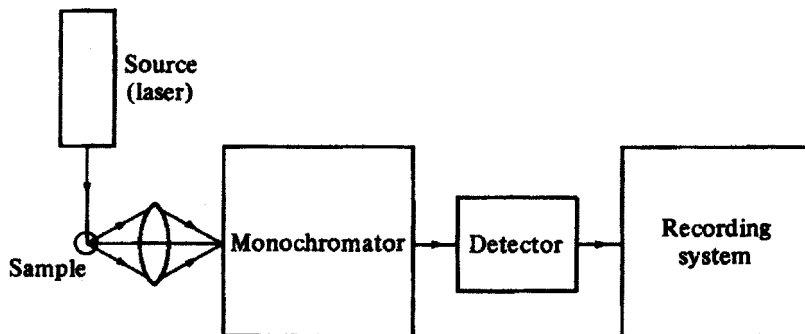 Source
(laser)
Sample
Monochromator
Detector
Recording
system